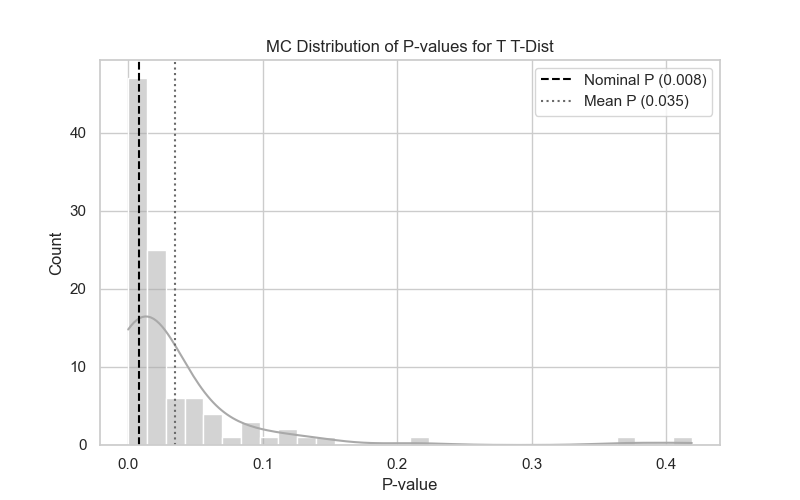 MC Distribution of P-values for T T-Dist
Nominal P (0.008)
Mean P (0.035)
Count
40
30
20
10
0
0.0 0.1 0.2 0.3 0.4
P-value